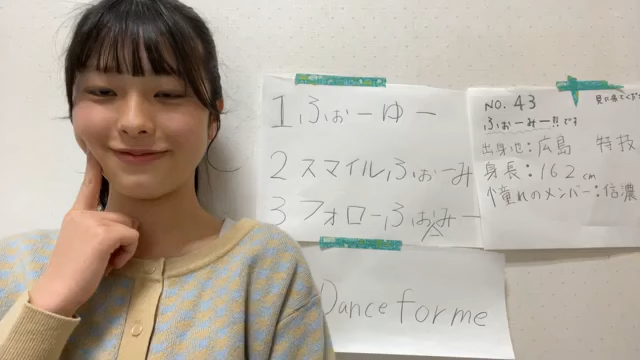 1 ふぉーゆー
2 スマイルふぉーみ
3 フォローふぉみー
Dance for me
NO. 43
ふぉーみー!!です
出身地:広島 特技
身長:162cm
憧れのメンバー:信濃